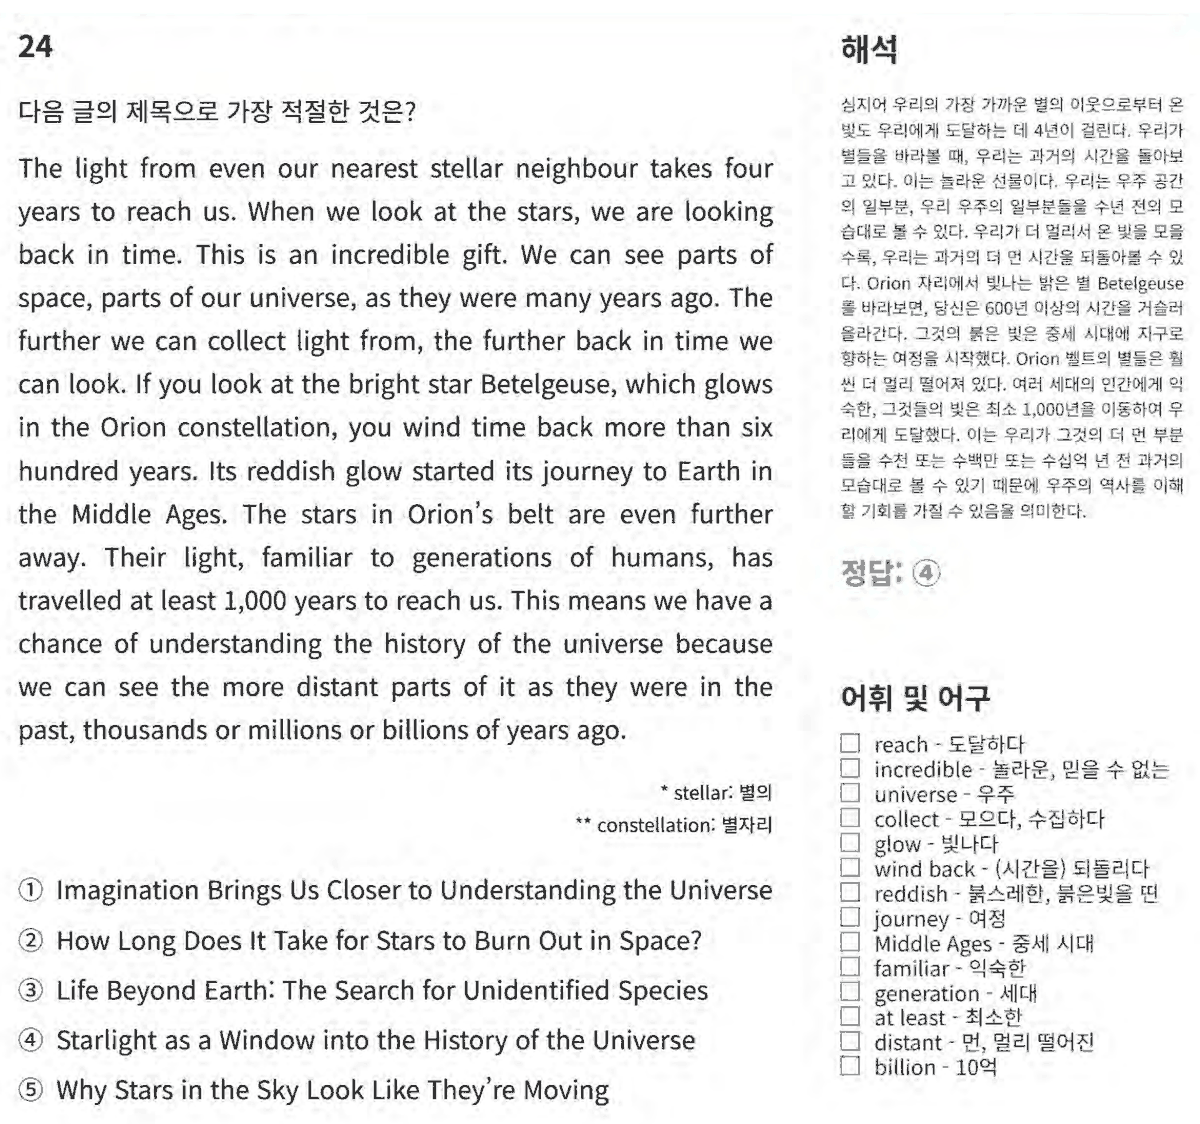 24
다음 글의 제목으로 가장 적절한 것은?
The light from even our nearest stellar neighbour takes four
years to reach us. When we look at the stars, we are looking
back in time. This is an incredible gift. We can see parts of
space, parts of our universe, as they were many years ago. The
further we can collect light from, the further back in time we
can look. If you look at the bright star Betelgeuse, which glows
in the Orion constellation, you wind time back more than six
hundred years. Its reddish glow started its journey to Earth in
the Middle Ages. The stars in Orion's belt are even further
away. Their light, familiar to generations of humans, has
travelled at least 1,000 years to reach us. This means we have a
chance of understanding the history of the universe because
we can see the more distant parts of it as they were in the
past, thousands or millions or billions of years ago.
* stellar: 별의
** constellation: 별자리
① Imagination Brings Us Closer to Understanding the Universe
② How Long Does It Take for Stars to Burn Out in Space?
③ Life Beyond Earth: The Search for Unidentified Species
④ Starlight as a Window into the History of the Universe
⑤ Why Stars in the Sky Look Like They're Moving
해석
심지어 우리의 가장 가까운 별의 이웃으로부터 온
빛도 우리에게 도달하는 데 4년이 걸린다. 우리가
별들을 바라볼 때, 우리는 과거의 시간을 돌아보
고 있다. 이는 놀라운 선물이다. 우리는 우주 공간
의 일부분, 우리 우주의 일부분들을 수년 전의 모
습대로 볼 수 있다. 우리가 더 멀리서 온 빛을 모을
수록, 우리는 과거의 더 먼 시간을 되돌아볼 수 있
다. Orion 자리에서 빛나는 밝은 별 Betelgeuse
를 바라보면, 당신은 600년 이상의 시간을 거슬러
올라간다. 그것의 붉은 빛은 중세 시대에 지구로
향하는 여정을 시작했다. Orion 벨트의 별들은 훨
씬 더 멀리 떨어져 있다. 여러 세대의 인간에게 익
숙한, 그것들의 빛은 최소 1,000년을 이동하여 우
리에게 도달했다. 이는 우리가 그것의 더 먼 부분
들을 수천 또는 수백만 또는 수십억 년 전 과거의
모습대로 볼 수 있기 때문에 우주의 역사를 이해
할 기회를 가질 수 있음을 의미한다.
정답: ④
어휘 및 어구
□ reach - 도달하다
□ incredible - 놀라운, 믿을 수 없는
□ universe - 우주
□ collect - 모으다, 수집하다
□ glow - 빛나다
□ wind back - (시간을) 되돌리다
□ reddish - 붉스레한, 붉은빛을 띤
□ journey - 여정
□ Middle Ages - 중세 시대
□ familiar - 익숙한
□ generation - 세대
□ at least - 최소한
□ distant - 먼, 멀리 떨어진
□ billion - 10억